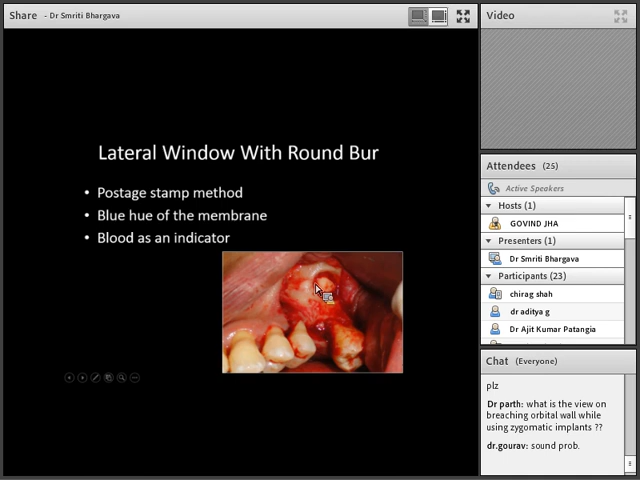 Share - Dr Smriti Bhargava
Lateral Window With Round Bur
• Postage stamp method
• Blue hue of the membrane
• Blood as an indicator
Video
Attendees (25)
Active Speakers
Hosts (1)
GOVIND JHA
Presenters (1)
Dr Smriti Bhargava
Participants (23)
chirag shah
dr aditya g
Dr Ajit Kumar Patangia
Chat (Everyone)
plz
Dr parth: what is the view on
breaching orbital wall while
using zygomatic implants ??
dr.gourav: sound prob.